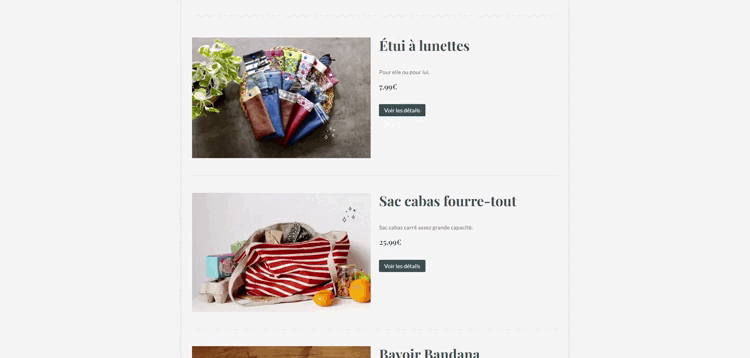 Étui à lunettes
Pour elle ou pour lui.
7.99€
Voir les détails
Sac cabas fourre-tout
Sac cabas carré assez grande capacité.
25.99€
Voir les détails
Bavoir Bandana